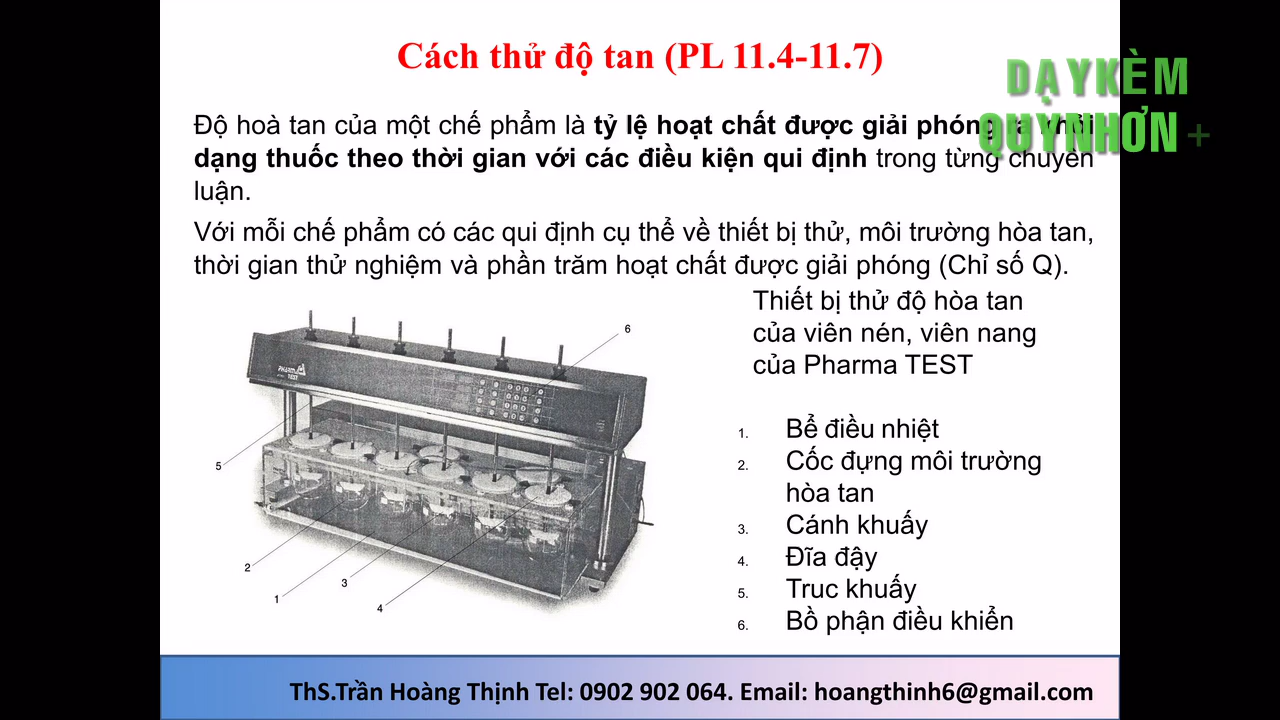 Cách thử độ tan (PL 11.4-11.7)
DẠY KÈM
QUY NHƠN +
Độ hoà tan của một chế phẩm là tỷ lệ hoạt chất được giải phóng ra khỏi
dạng thuốc theo thời gian với các điều kiện qui định trong từng chuyên
luận.
Với mỗi chế phẩm có các qui định cụ thể về thiết bị thử, môi trường hòa tan,
thời gian thử nghiệm và phần trăm hoạt chất được giải phóng (Chỉ số Q).
Thiết bị thử độ hòa tan
của viên nén, viên nang
của Pharma TEST
PHARMA
TEST
6
5
2
1
3
4
1. Bể điều nhiệt
2. Cốc đựng môi trường
hòa tan
3. Cánh khuấy
4. Đĩa đậy
5. Truc khuấy
6. Bồ phận điều khiển
ThS.Trần Hoàng Thịnh Tel: 0902 902 064. Email: hoangthinh6@gmail.com